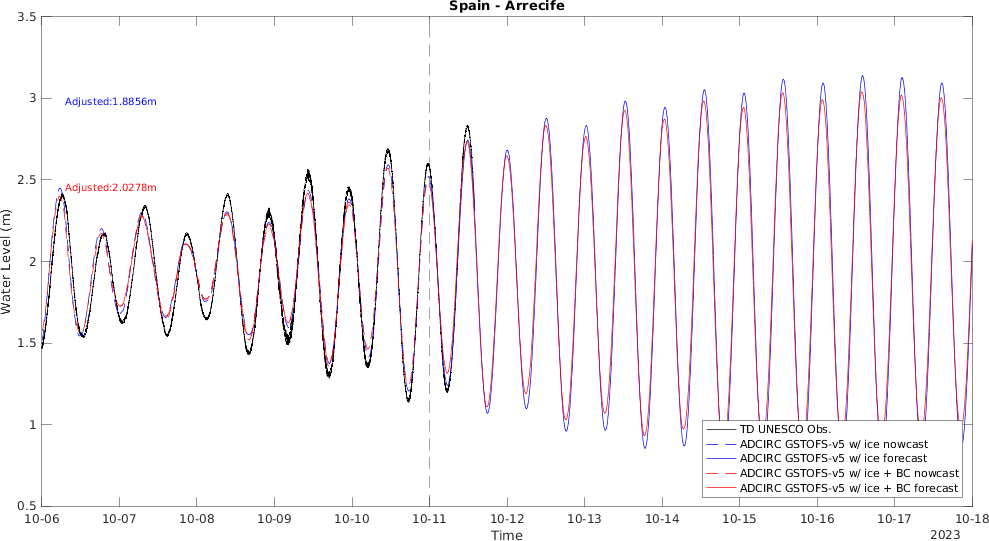 Spain - Arrecife
3.5
3
2.5
2
1.5
1
0.5
Water Level (m)
Adjusted:1.8856m
Adjusted:2.0278m
TD UNESCO Obs.
ADCIRC GSTOFS-v5 w/ ice nowcast
ADCIRC GSTOFS-v5 w/ ice forecast
ADCIRC GSTOFS-v5 w/ ice + BC nowcast
ADCIRC GSTOFS-v5 w/ ice + BC forecast
10-06 10-07 10-08 10-09 10-10 10-11 10-12 10-13 10-14 10-15 10-16 10-17 10-18
Time
2023